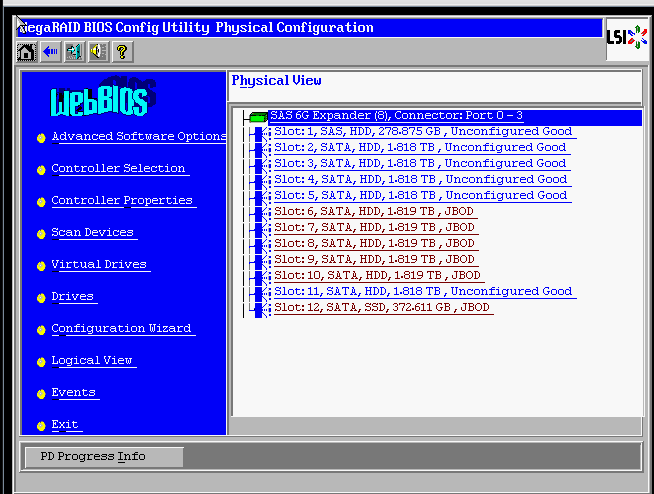 MegaRAID BIOS Config Utility Physical Configuration
LSI
WebBIOS
Advanced Software Options
Controller Selection
Controller Properties
Scan Devices
Virtual Drives
Drives
Configuration Wizard
Logical View
Events
Exit
Physical View
SAS 6G Expander (8), Connector: Port 0 - 3
Slot: 1, SAS, HDD, 278.875 GB , Unconfigured Good
Slot: 2, SATA, HDD, 1.818 TB , Unconfigured Good
Slot: 3, SATA, HDD, 1.818 TB , Unconfigured Good
Slot: 4, SATA, HDD, 1.818 TB , Unconfigured Good
Slot: 5, SATA, HDD, 1.818 TB , Unconfigured Good
Slot: 6, SATA, HDD, 1.819 TB , JBOD
Slot: 7, SATA, HDD, 1.819 TB , JBOD
Slot: 8, SATA, HDD, 1.819 TB , JBOD
Slot: 9, SATA, HDD, 1.819 TB , JBOD
Slot: 10, SATA, HDD, 1.819 TB , JBOD
Slot: 11, SATA, HDD, 1.818 TB , Unconfigured Good
Slot: 12, SATA, SSD, 372.611 GB , JBOD
PD Progress Info